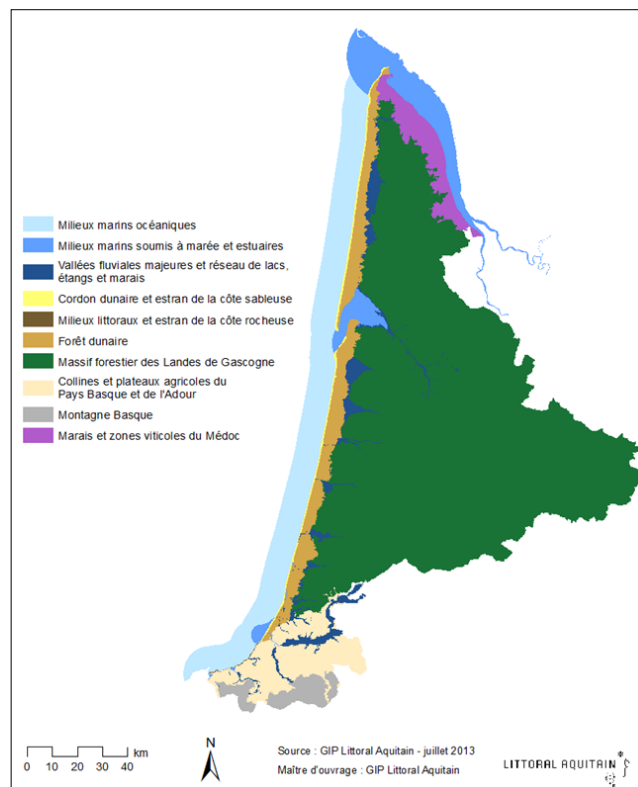 Milieux marins océaniques
Milieux marins soumis à marée et estuaires
Vallées fluviales majeures et réseau de lacs,
étangs et marais
Cordon dunaire et estran de la côte sableuse
Milieux littoraux et estran de la côte rocheuse
Forêt dunaire
Massif forestier des Landes de Gascogne
Collines et plateaux agricoles du
Pays Basque et de l'Adour
Montagne Basque
Marais et zones viticoles du Médoc
0 10 20 30 40 km
N
Source : GIP Littoral Aquitain - juillet 2013
Maître d'ouvrage : GIP Littoral Aquitain
LITTORAL AQUITAIN